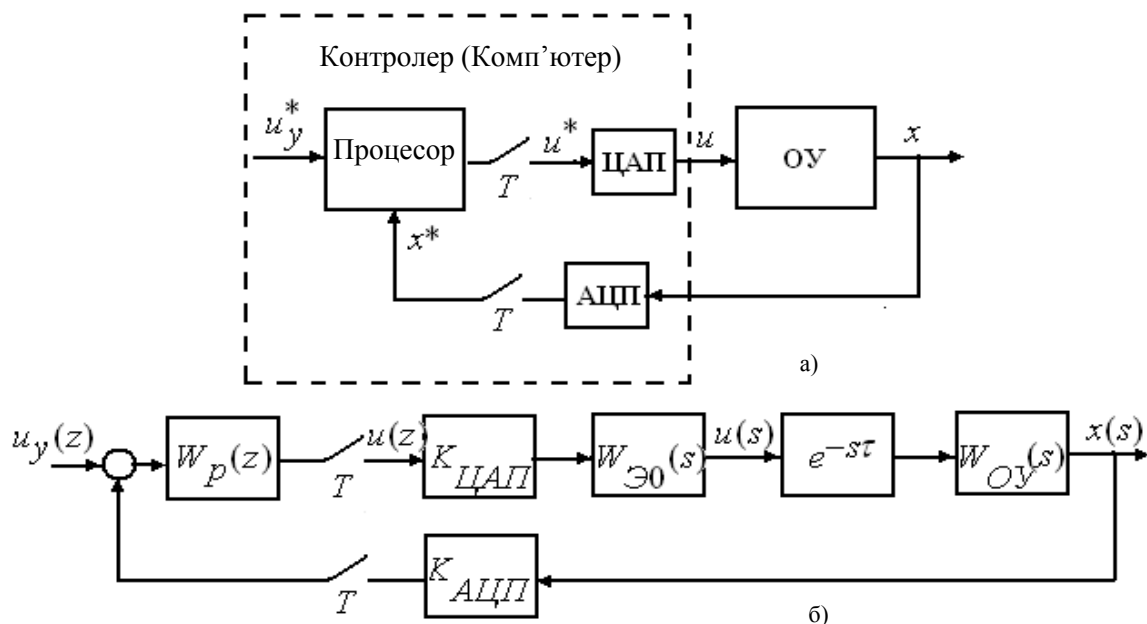 Контролер (Комп’ютер)
u*y
Процесор
T
u*
ЦАП
u
ОУ
x
x*
T
АЦП
а)
uy(z)
Wp(z)
T
u(z)
KЦАП
WЭ0(s)
u(s)
e−sτ
WОУ(s)
x(s)
T
KАЦП
б)